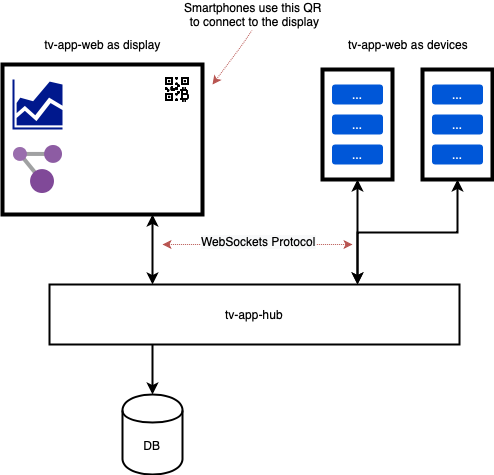 Smartphones use this QR
to connect to the display
tv-app-web as display
tv-app-web as devices
...
...
...
...
...
...
WebSockets Protocol
tv-app-hub
DB